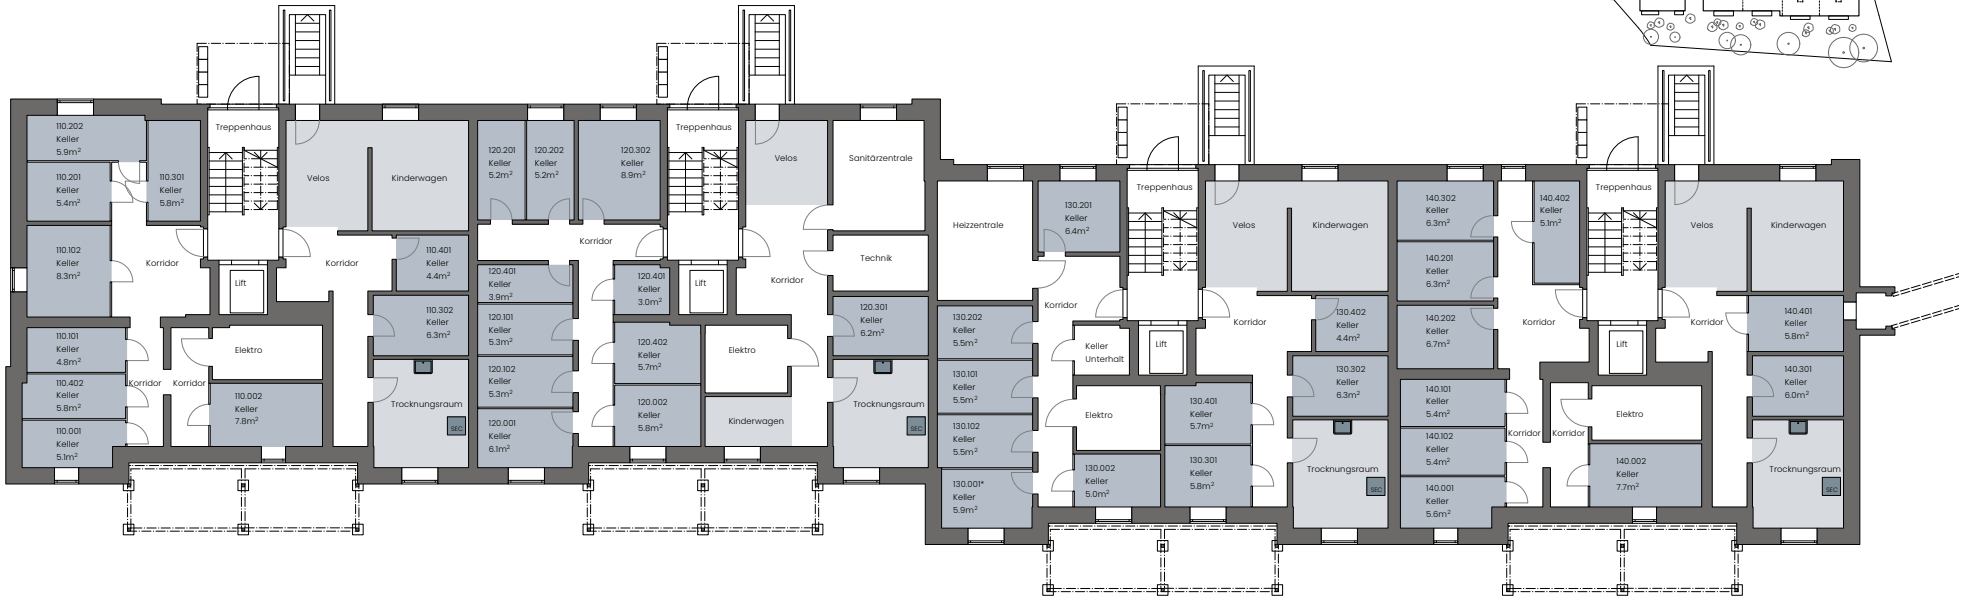 110.202
Keller
5.9m²
110.201
Keller
5.4m²
110.301
Keller
5.8m²
110.102
Keller
8.3m²
Korridor
Treppenhaus
Lift
Velos
Kinderwagen
Korridor
110.401
Keller
4.4m²
110.302
Keller
6.3m²
110.101
Keller
4.8m²
110.402
Keller
5.8m²
110.001
Keller
5.1m²
Korridor
Korridor
Elektro
110.002
Keller
7.8m²
Trocknungsraum
SEC
120.201
Keller
5.2m²
120.202
Keller
5.2m²
120.302
Keller
8.9m²
Korridor
Treppenhaus
Lift
Velos
Sanitärzentrale
Technik
Korridor
120.401
Keller
3.9m²
120.101
Keller
5.3m²
120.102
Keller
5.3m²
120.001
Keller
6.1m²
120.401
Keller
3.0m²
120.402
Keller
5.7m²
120.002
Keller
5.8m²
Elektro
Kinderwagen
120.301
Keller
6.2m²
Trocknungsraum
SEC
Heizzentrale
130.201
Keller
6.4m²
Korridor
Treppenhaus
Lift
Velos
Kinderwagen
Korridor
130.202
Keller
5.5m²
130.101
Keller
5.5m²
130.102
Keller
5.5m²
130.001*
Keller
5.9m²
Keller
Unterhalt
Elektro
130.002
Keller
5.0m²
130.401
Keller
5.7m²
130.301
Keller
5.8m²
130.402
Keller
4.4m²
130.302
Keller
6.3m²
Trocknungsraum
SEC
140.302
Keller
6.3m²
140.201
Keller
6.3m²
140.202
Keller
6.7m²
140.402
Keller
5.1m²
Korridor
Treppenhaus
Lift
Velos
Kinderwagen
Korridor
140.401
Keller
5.8m²
140.301
Keller
6.0m²
140.101
Keller
5.4m²
140.102
Keller
5.4m²
140.001
Keller
5.6m²
Korridor
Korridor
Elektro
140.002
Keller
7.7m²
Trocknungsraum
SEC